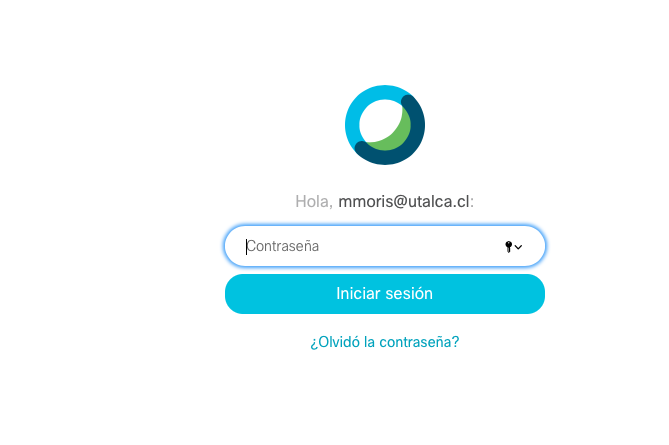 Hola, mmoris@utalca.cl:
Contraseña
Iniciar sesión
¿Olvidó la contraseña?